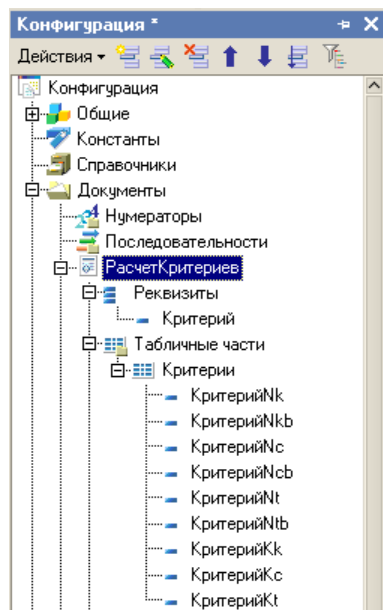 Конфигурация *
Действия
Конфигурация
Общие
Константы
Справочники
Документы
Нумераторы
Последовательности
РасчетКритериев
Реквизиты
Критерий
Табличные части
Критерии
КритерийNk
КритерийNkb
КритерийNc
КритерийNcb
КритерийNt
КритерийNtb
КритерийKk
КритерийKc
КритерийKt